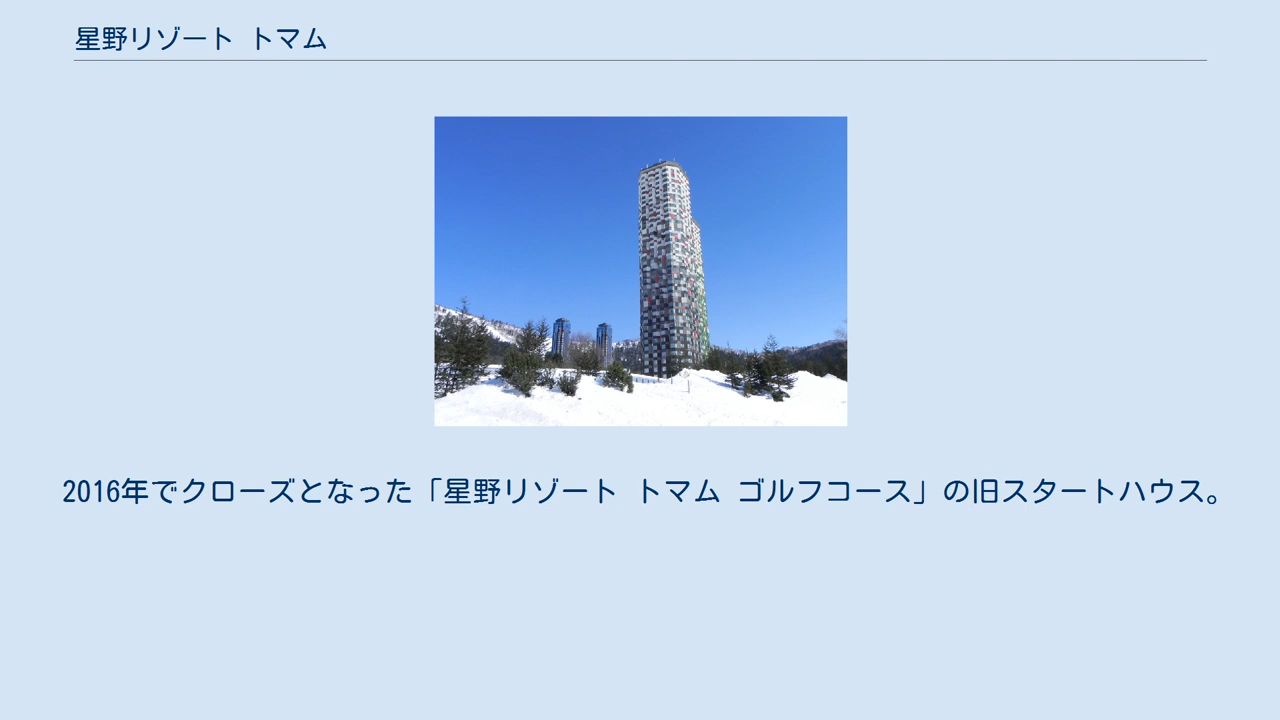 星野リゾート トマム
2016年でクローズとなった「星野リゾート トマム ゴルフコース」の旧スタートハウス。